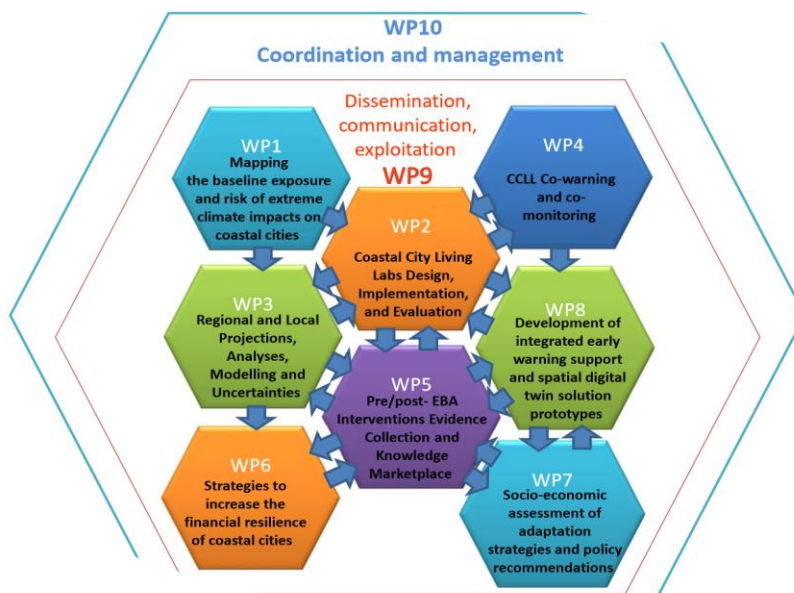 WP10
Coordination and management
Dissemination,
communication,
exploitation
WP9
WP1
Mapping
the baseline exposure
and risk of extreme
climate impacts on
coastal cities
WP4
CCLL Co-warning
and co-
monitoring
WP2
Coastal City Living
Labs Design,
Implementation,
and Evaluation
WP3
Regional and Local
Projections,
Analyses,
Modelling and
Uncertainties
WP8
Development of
integrated early
warning support
and spatial digital
twin solution
prototypes
WP5
Pre/post- EBA
Interventions Evidence
Collection and
Knowledge
Marketplace
WP6
Strategies to
increase the
financial resilience
of coastal cities
WP7
Socio-economic
assessment of
adaptation
strategies and policy
recommendations